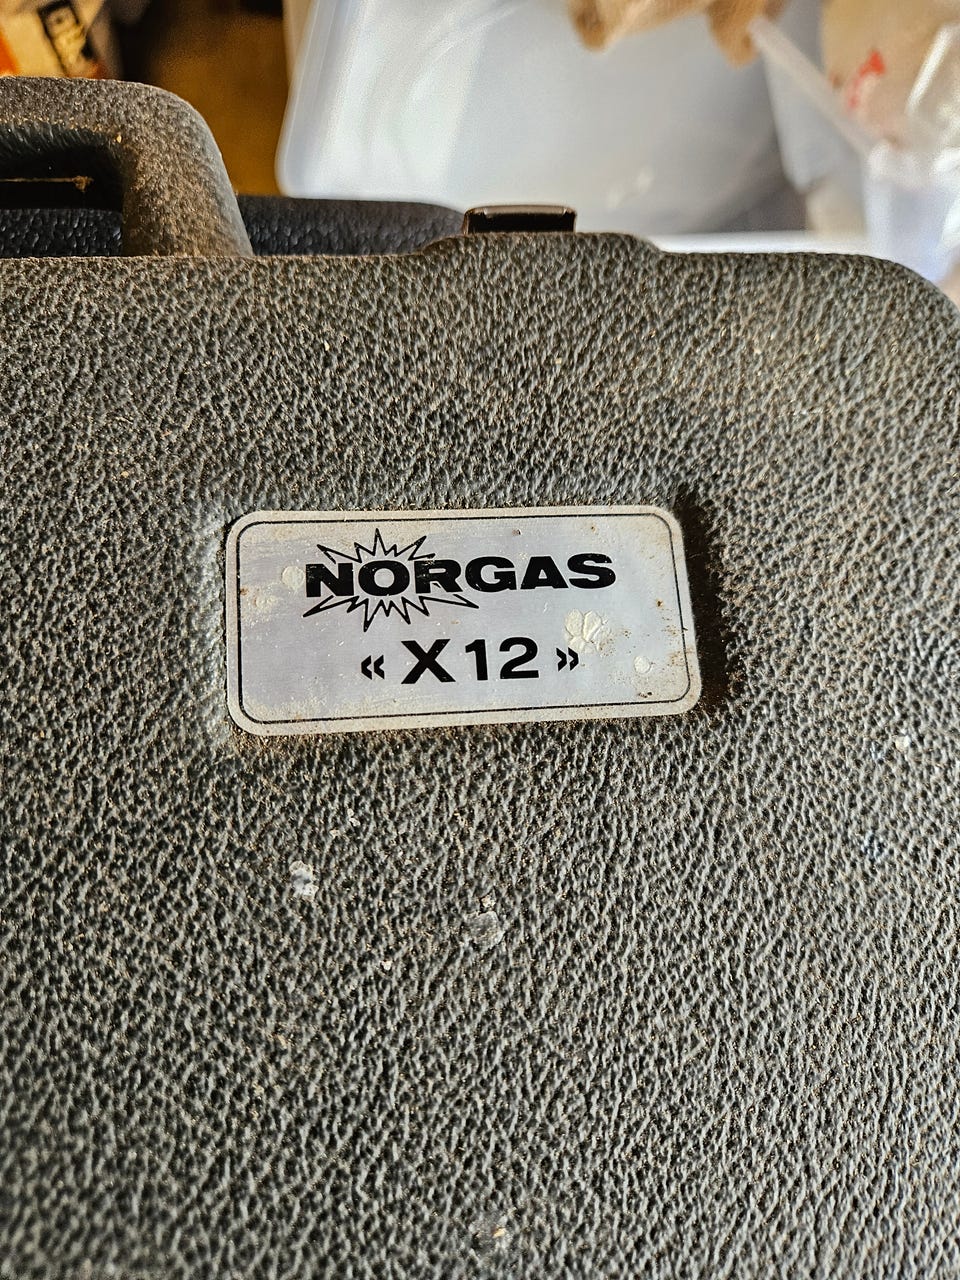 NORGAS
« X12 »